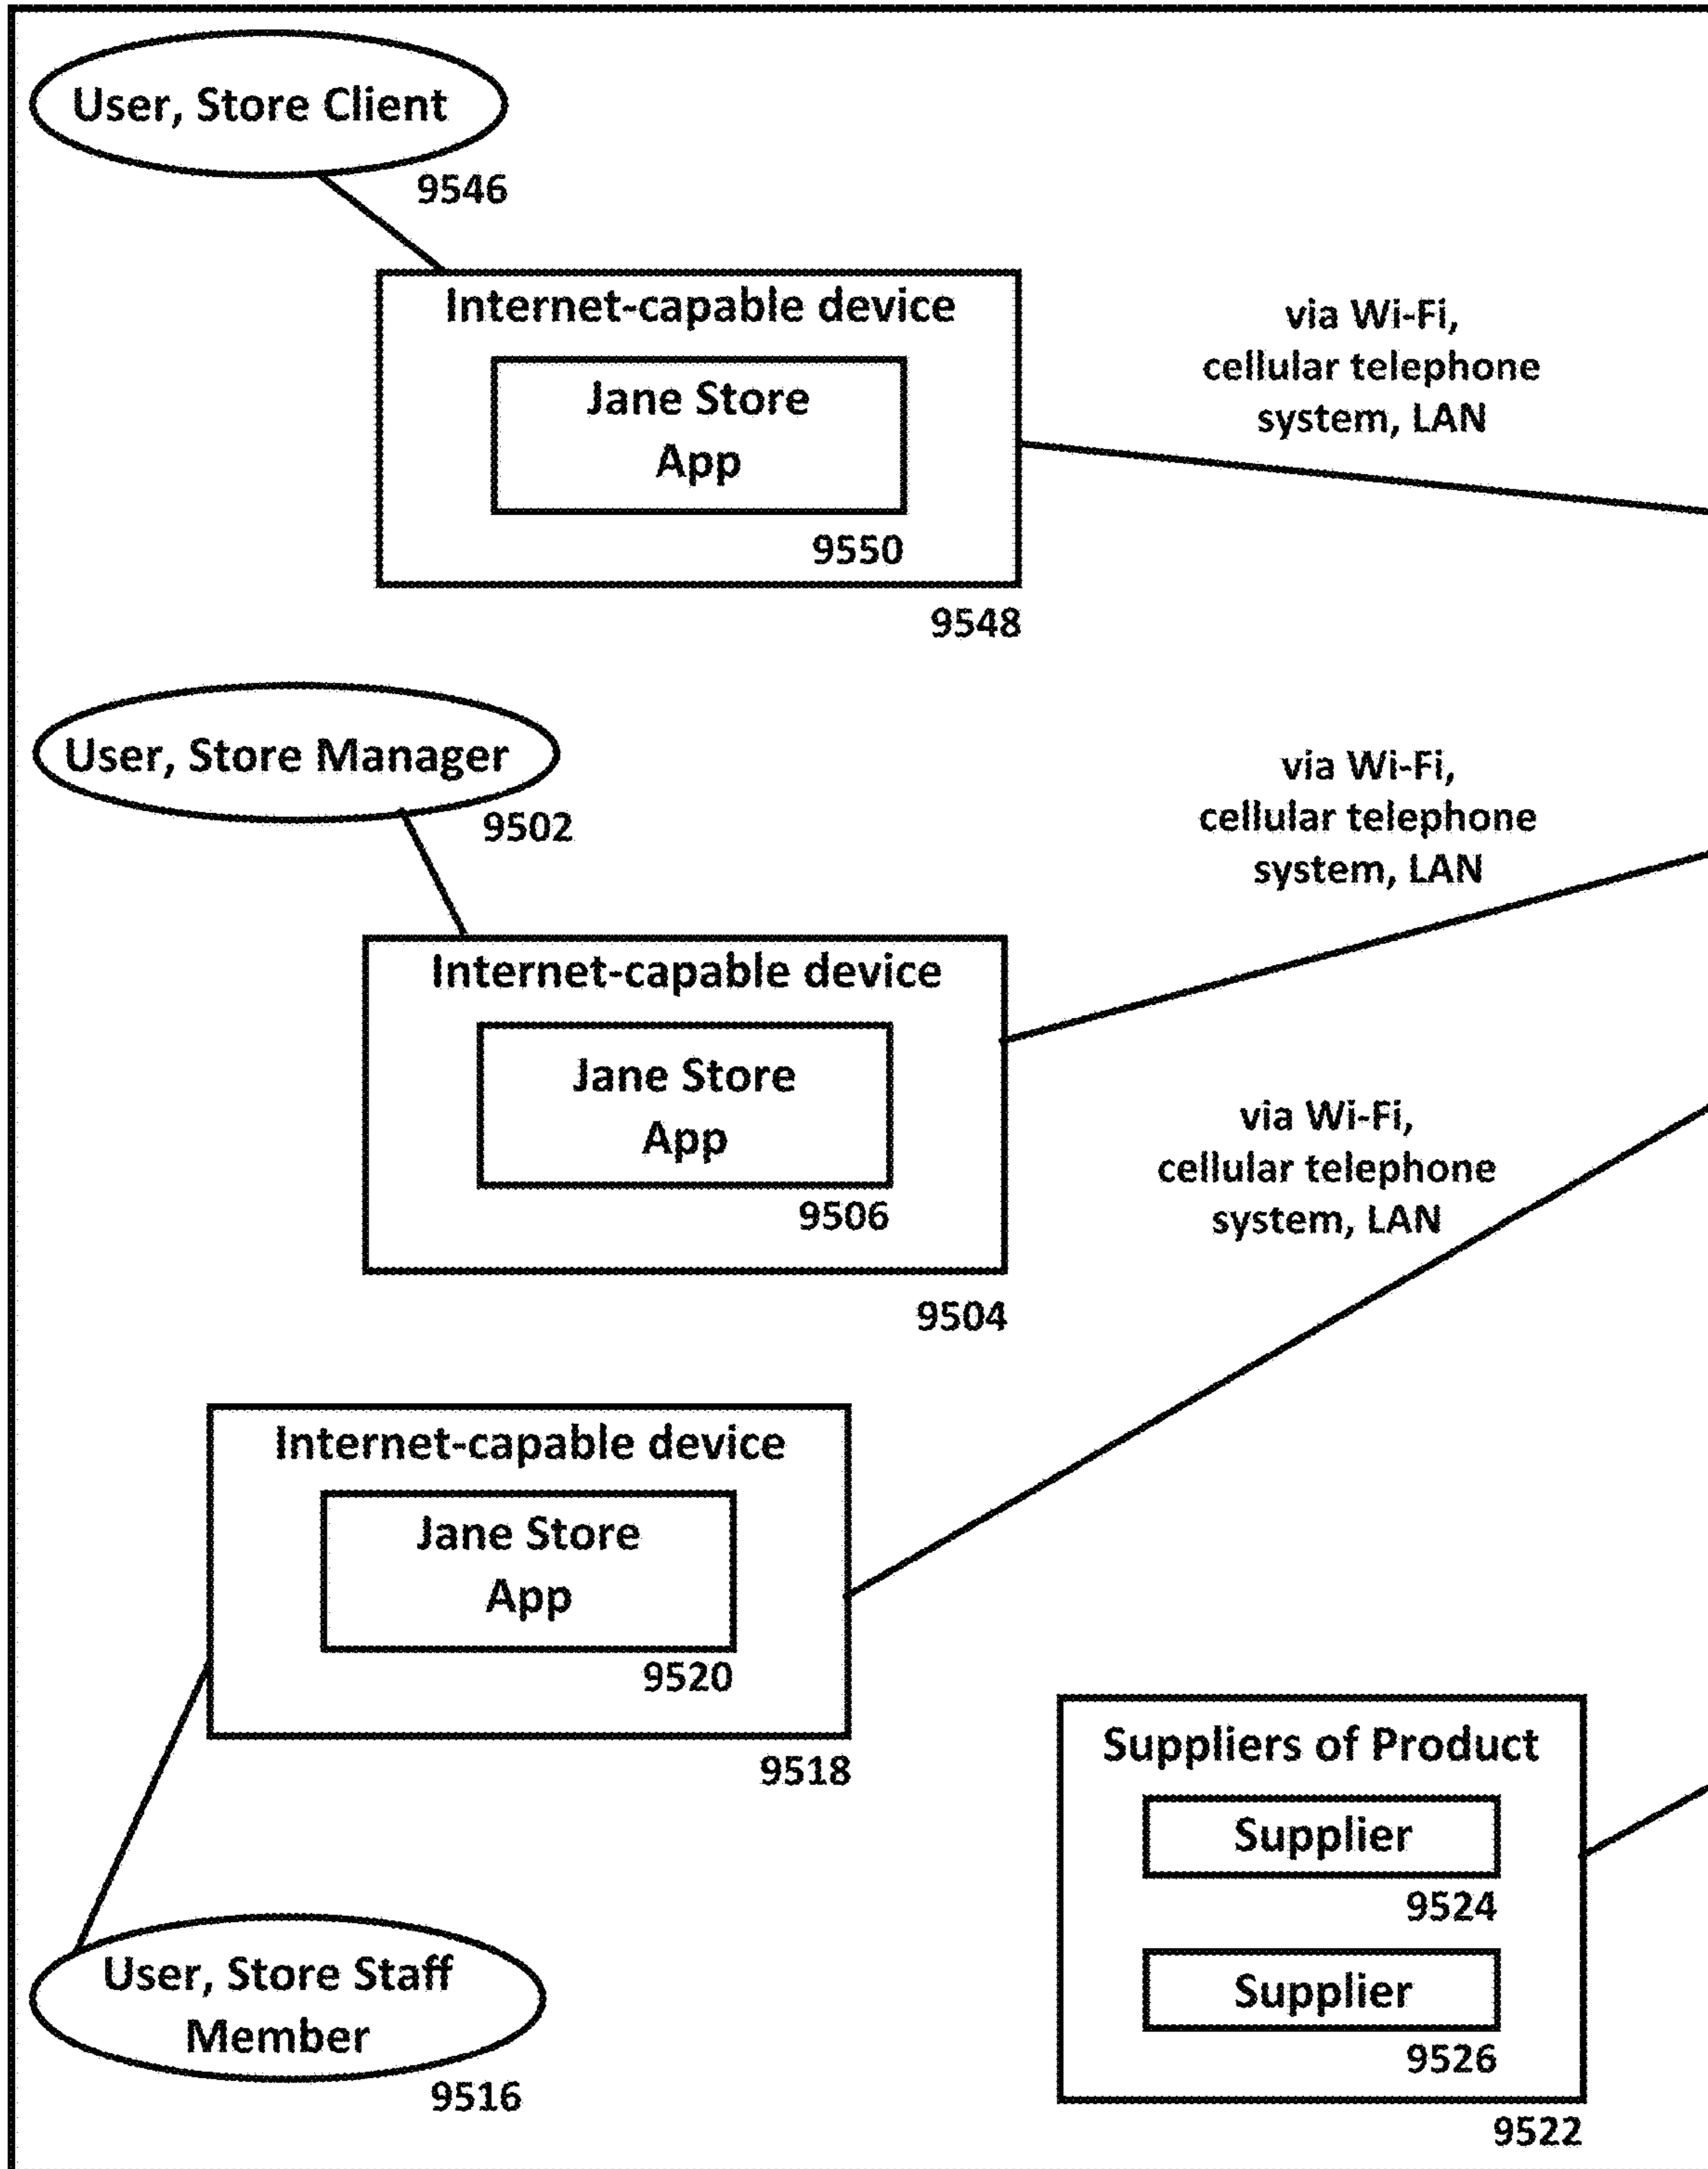 User, Store Client
9546
Internet-capable device
Jane Store
App
9550
9548
via Wi-Fi,
cellular telephone
system, LAN
User, Store Manager
9502
Internet-capable device
Jane Store
App
9506
9504
via Wi-Fi,
cellular telephone
system, LAN
via Wi-Fi,
cellular telephone
system, LAN
Internet-capable device
Jane Store
App
9520
9518
User, Store Staff
Member
9516
Suppliers of Product
Supplier
9524
Supplier
9526
9522